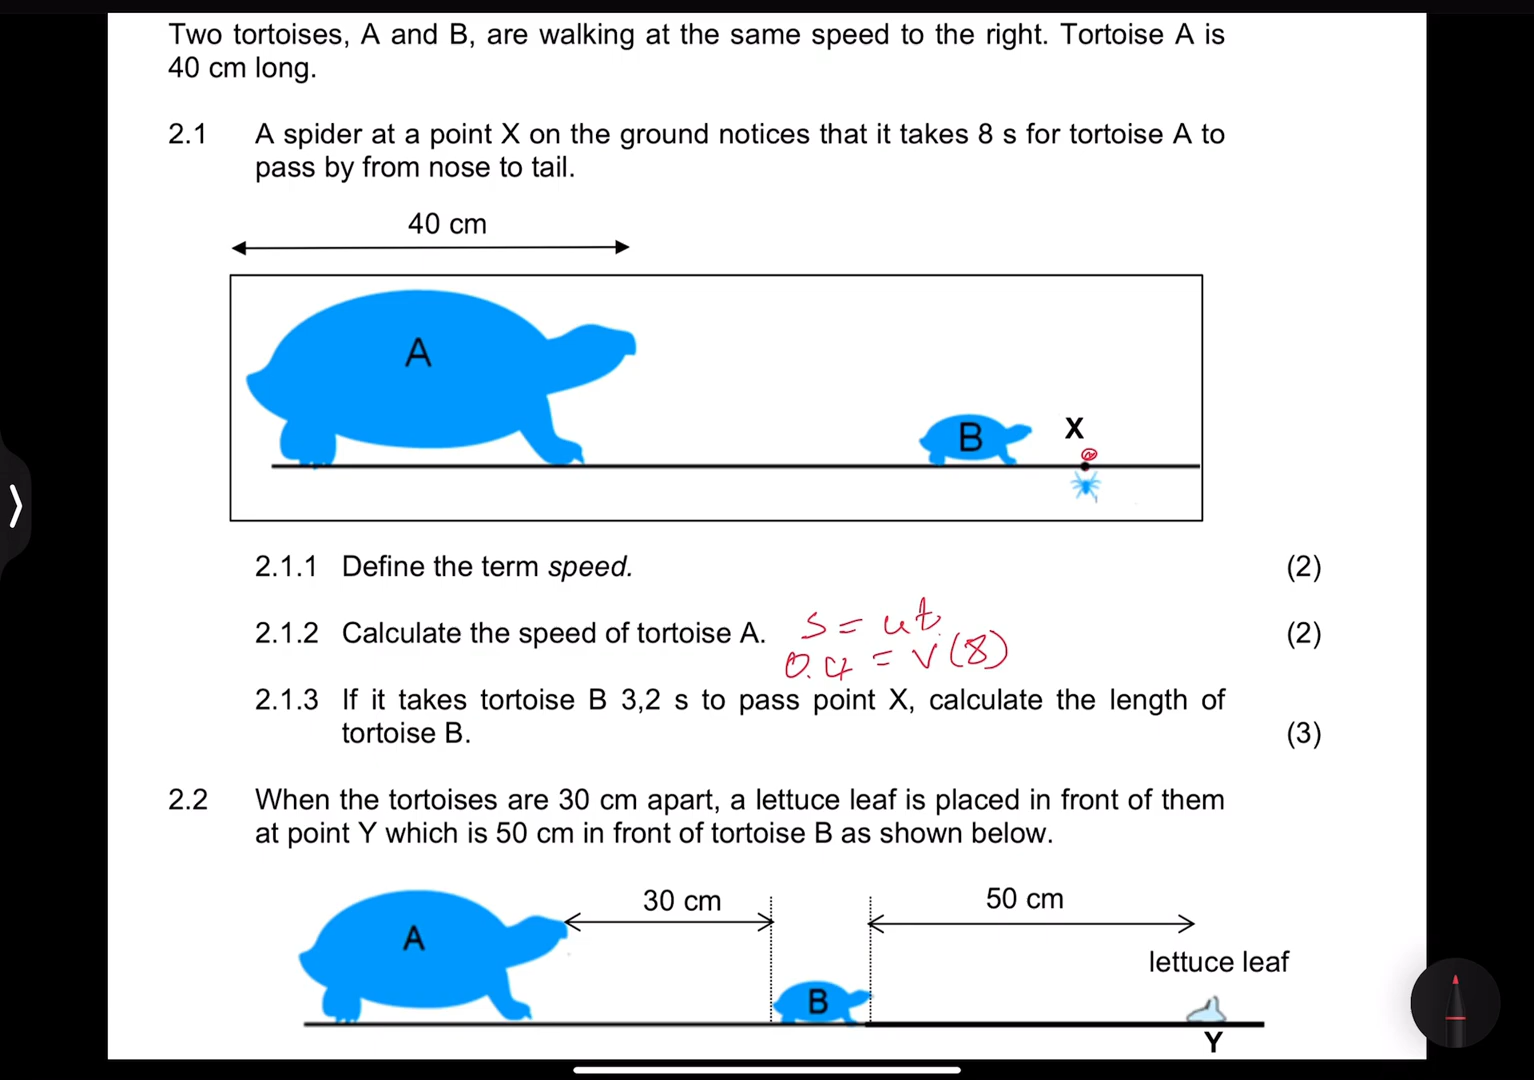 Two tortoises, A and B, are walking at the same speed to the right. Tortoise A is
40 cm long.
2.1 A spider at a point X on the ground notices that it takes 8 s for tortoise A to
pass by from nose to tail.
40 cm
A
B
X
2.1.1 Define the term speed. (2)
2.1.2 Calculate the speed of tortoise A. (2)
s = ut
0.4 = v(8)
2.1.3 If it takes tortoise B 3,2 s to pass point X, calculate the length of
tortoise B. (3)
2.2 When the tortoises are 30 cm apart, a lettuce leaf is placed in front of them
at point Y which is 50 cm in front of tortoise B as shown below.
30 cm
50 cm
A
lettuce leaf
B
Y